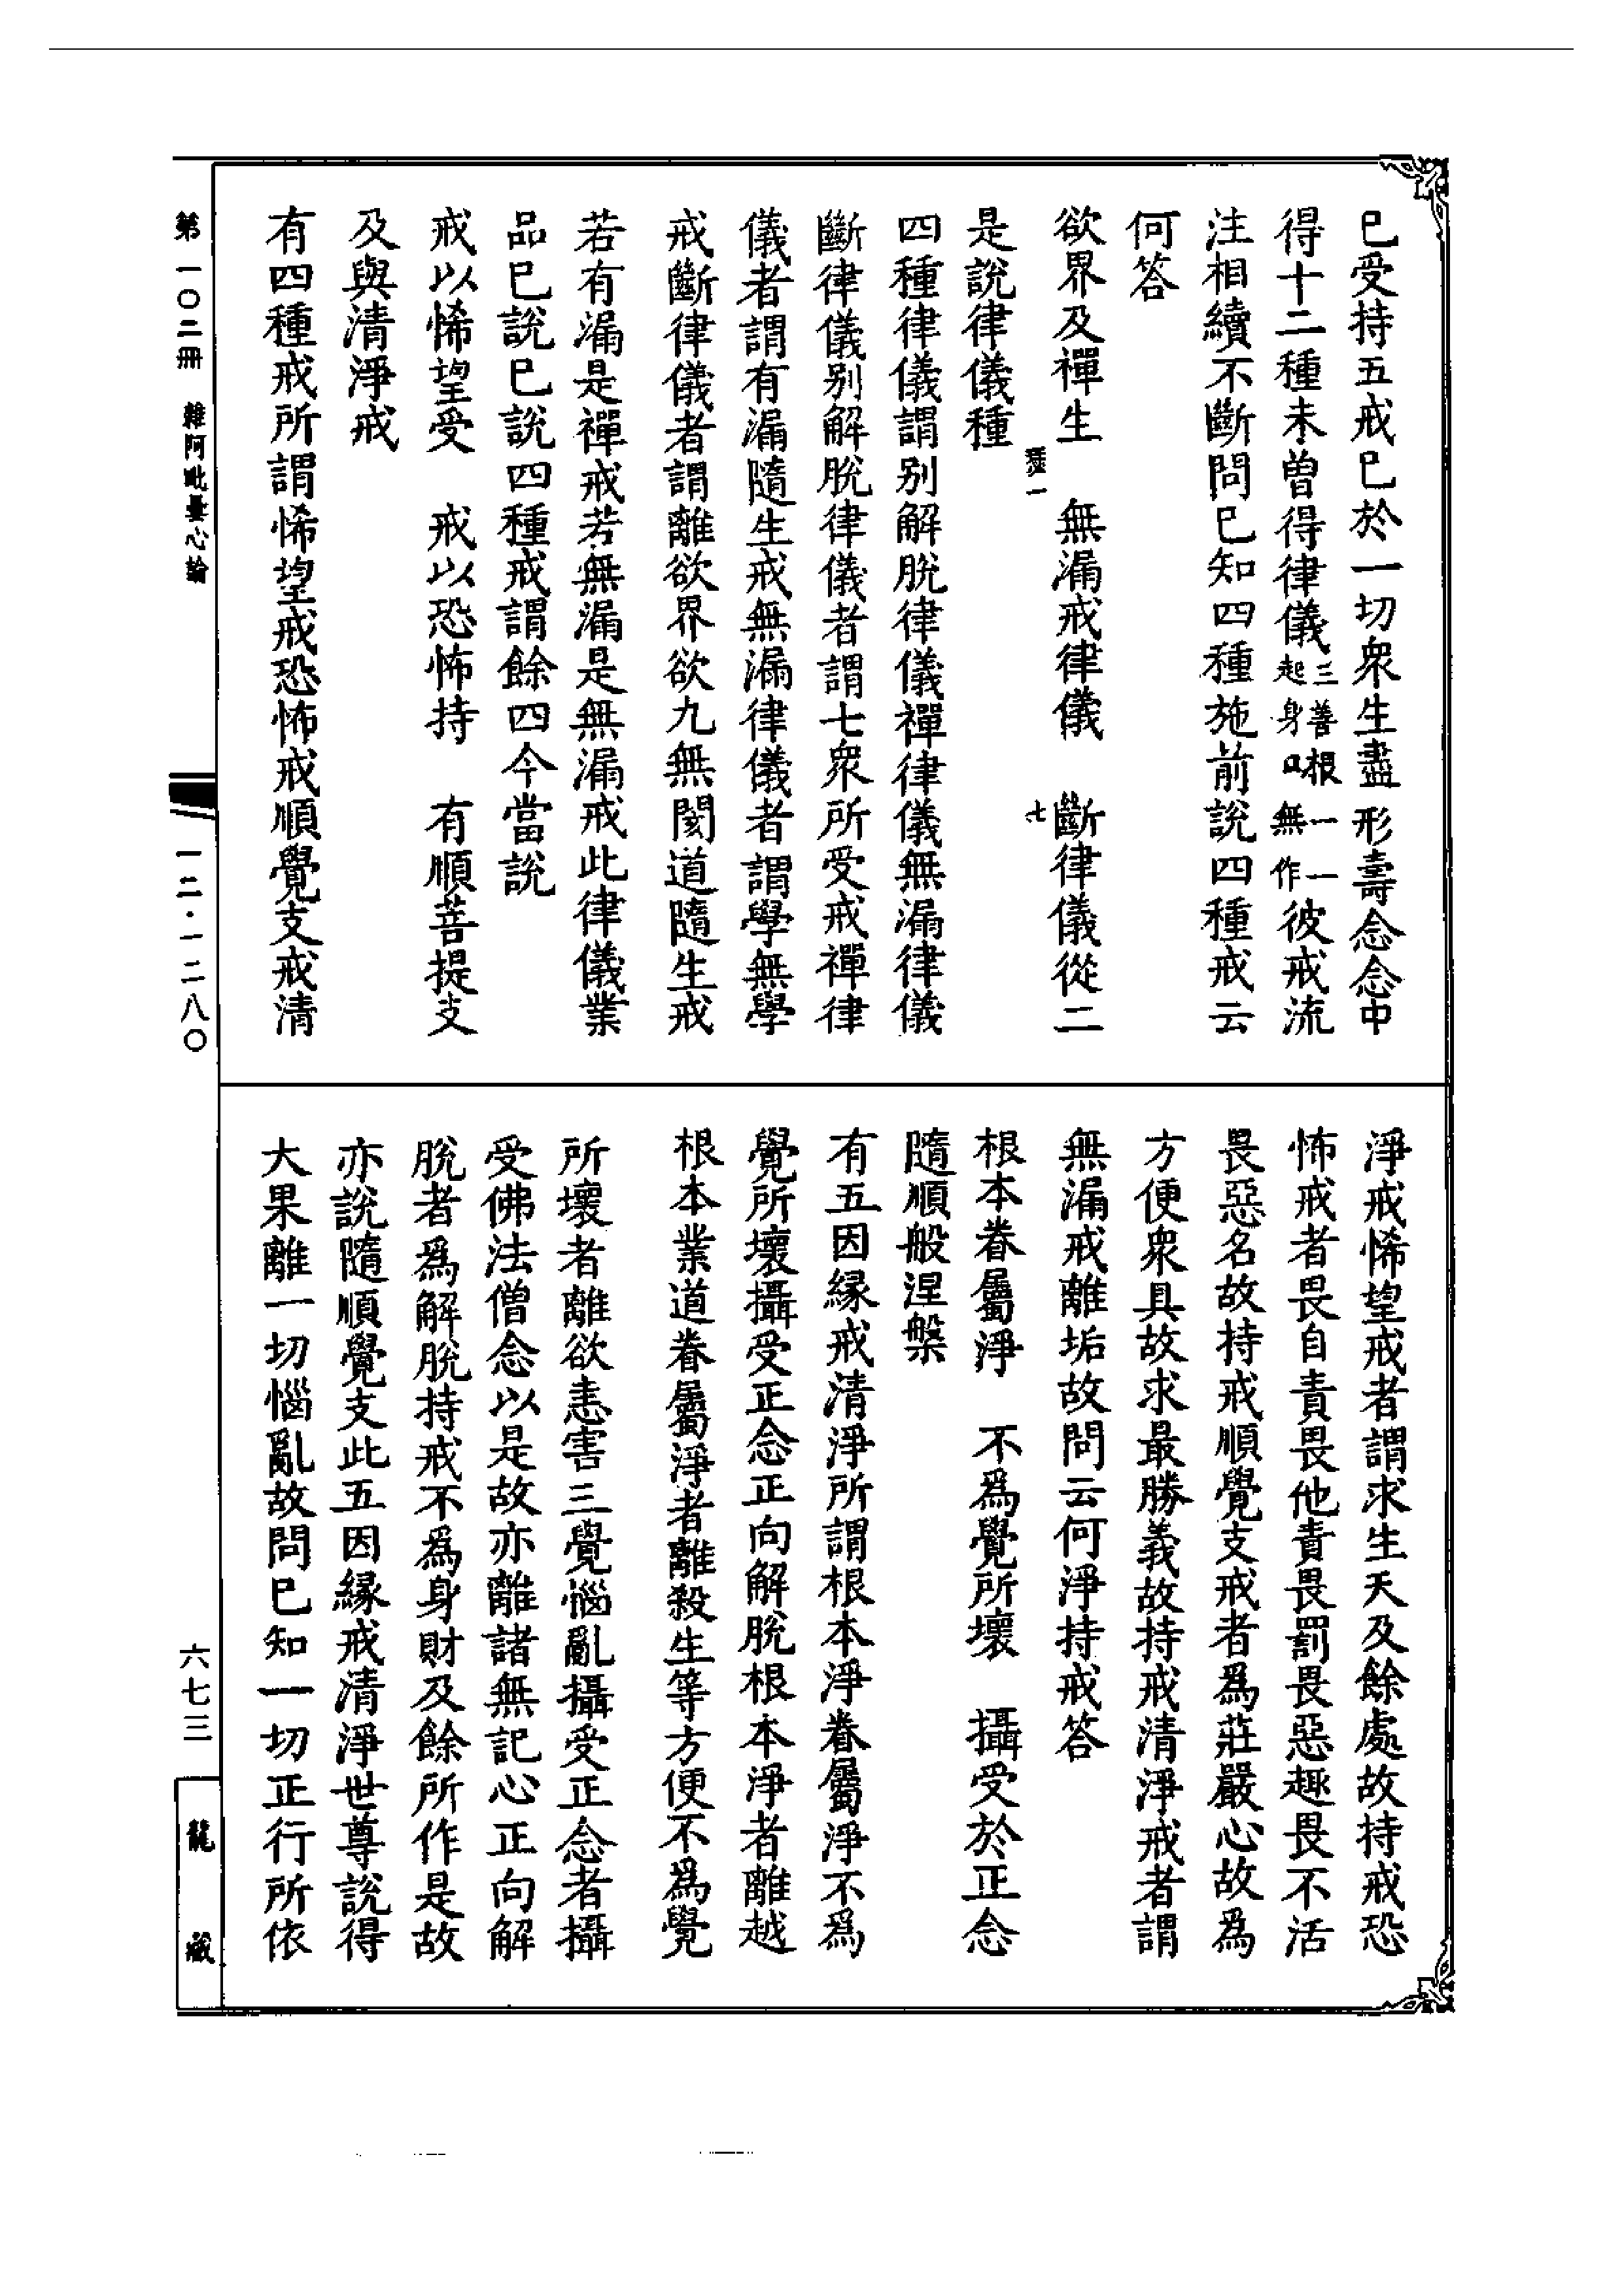 已受持五戒已於一切眾生盡形壽念念中
得十二種未曾得律儀三善根一一起身口無作彼戒流
注相續不斷問已知四種施前說四種戒云
何答
欲界及禪生　無漏戒律儀　斷律儀從二
種一
七
是說律儀種
四種律儀謂别解脫律儀禪律儀無漏律儀
斷律儀别解脫律儀者謂七眾所受戒禪律
儀者謂有漏隨生戒無漏律儀者謂學無學
戒斷律儀者謂離欲界欲九無閡道隨生戒
若有漏是禪戒若無漏是無漏戒此律儀業
品已說已說四種戒謂餘四今當說
戒以悕望受　戒以恐怖持　有順菩提支
及與清淨戒
有四種戒所謂悕望戒恐怖戒順覺支戒清
淨戒悕望戒者謂求生天及餘處故持戒恐
怖戒者畏自責畏他責畏罰畏惡趣畏不活
畏惡名故持戒順覺支戒者爲莊嚴心故爲
方便眾具故求最勝義故持戒清淨戒者謂
無漏戒離垢故問云何淨持戒答
根本眷屬淨　不爲覺所壞　攝受於正念
隨順般涅槃
有五因緣戒清淨所謂根本淨眷屬淨不爲
覺所壞攝受正念正向解脫根本淨者離越
根本業道眷屬淨者離殺生等方便不爲覺
所壞者離欲恚害三覺惱亂攝受正念者攝
受佛法僧念以是故亦離諸無記心正向解
脫者爲解脫持戒不爲身財及餘所作是故
亦說隨順覺支此五因緣戒清淨世尊說得
大果離一切惱亂故問已知一切正行所依
第一〇二冊　雜阿毗曇心論
一二·一二八〇
六七三
龍藏